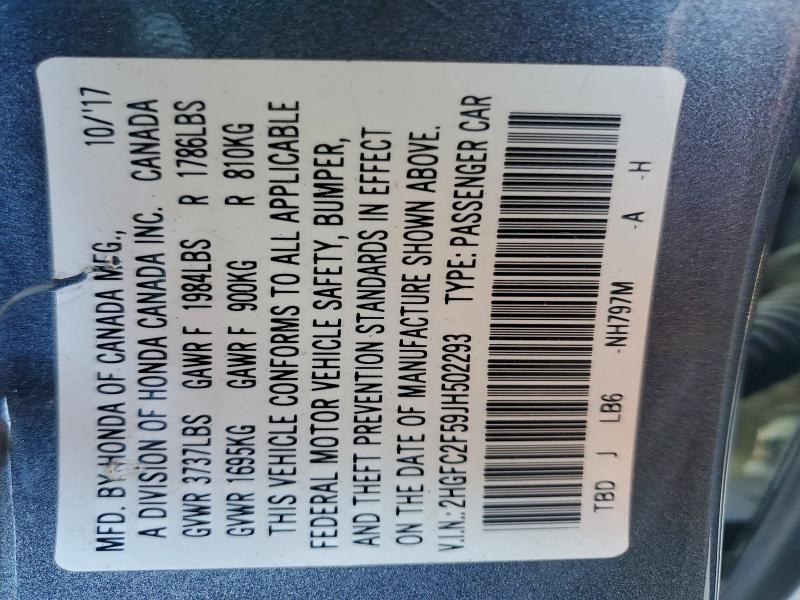 MFD. BY HONDA OF CANADA MFG., 10/'17
A DIVISION OF HONDA CANADA INC. CANADA
GVWR 3737LBS GAWR F 1984LBS R 1786LBS
GVWR 1695KG GAWR F 900KG R 810KG
THIS VEHICLE CONFORMS TO ALL APPLICABLE
FEDERAL MOTOR VEHICLE SAFETY, BUMPER,
AND THEFT PREVENTION STANDARDS IN EFFECT
ON THE DATE OF MANUFACTURE SHOWN ABOVE.
V.I.N.: 2HGFC2F59JH502293 TYPE: PASSENGER CAR
TBD J LB6 -NH797M -A -H